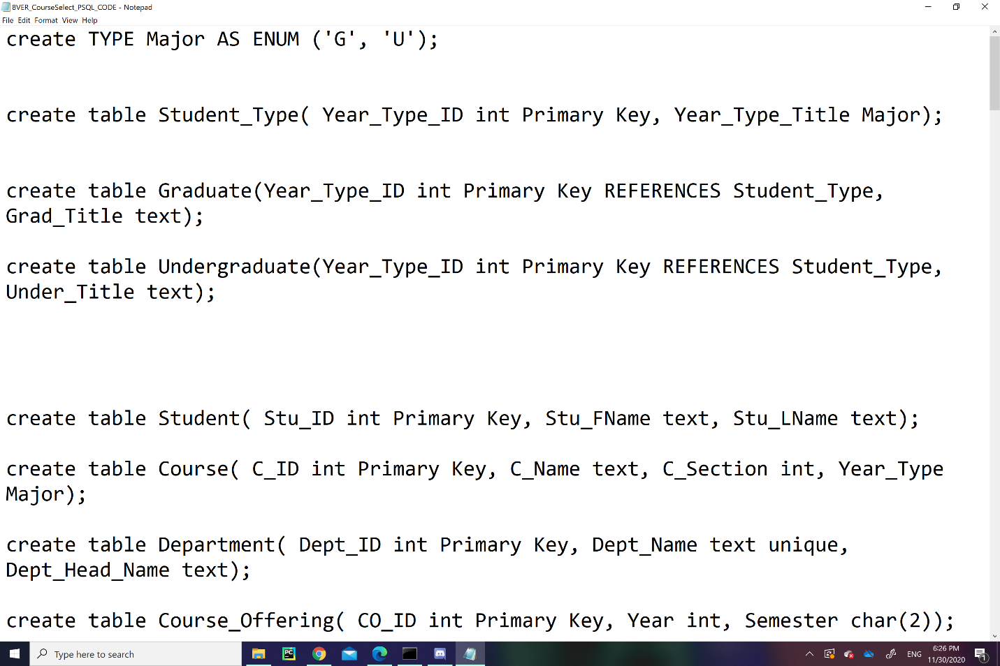 8VER_CourseSelect_PSQL_CODE - Notepad
File Edit Format View Help
create TYPE Major AS ENUM ('G', 'U');
create table Student_Type( Year_Type_ID int Primary Key, Year_Type_Title Major);
create table Graduate(Year_Type_ID int Primary Key REFERENCES Student_Type,
Grad_Title text);
create table Undergraduate(Year_Type_ID int Primary Key REFERENCES Student_Type,
Under_Title text);
create table Student( Stu_ID int Primary Key, Stu_FName text, Stu_LName text);
create table Course( C_ID int Primary Key, C_Name text, C_Section int, Year_Type
Major);
create table Department( Dept_ID int Primary Key, Dept_Name text unique,
Dept_Head_Name text);
create table Course_Offering( CO_ID int Primary Key, Year int, Semester char(2));
Type here to search
PC
ENG
6:26 PM
11/30/2020
1